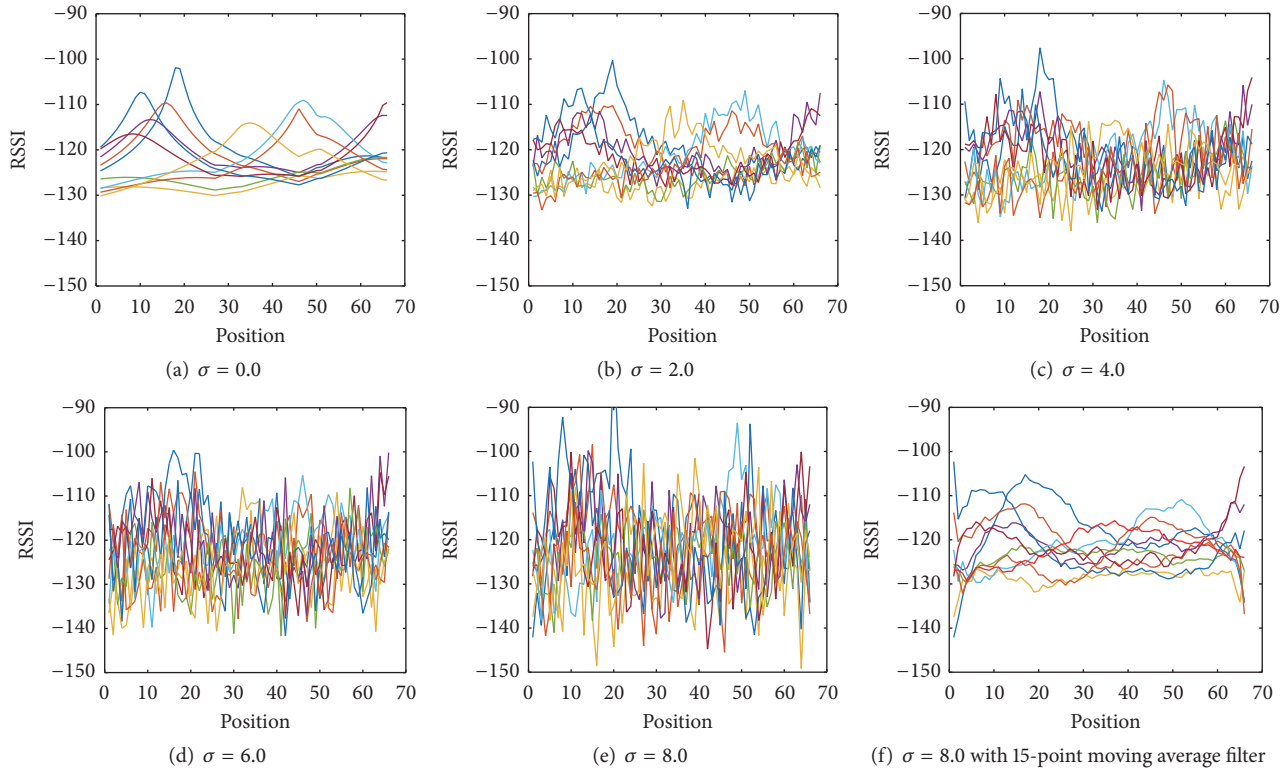 −90
−100
−110
−120
−130
−140
−150
RSSI
0 10 20 30 40 50 60 70
Position
(a) σ = 0.0
−90
−100
−110
−120
−130
−140
−150
RSSI
0 10 20 30 40 50 60 70
Position
(b) σ = 2.0
−90
−100
−110
−120
−130
−140
−150
RSSI
0 10 20 30 40 50 60 70
Position
(c) σ = 4.0
−90
−100
−110
−120
−130
−140
−150
RSSI
0 10 20 30 40 50 60 70
Position
(d) σ = 6.0
−90
−100
−110
−120
−130
−140
−150
RSSI
0 10 20 30 40 50 60 70
Position
(e) σ = 8.0
−90
−100
−110
−120
−130
−140
−150
RSSI
0 10 20 30 40 50 60 70
Position
(f) σ = 8.0 with 15-point moving average filter